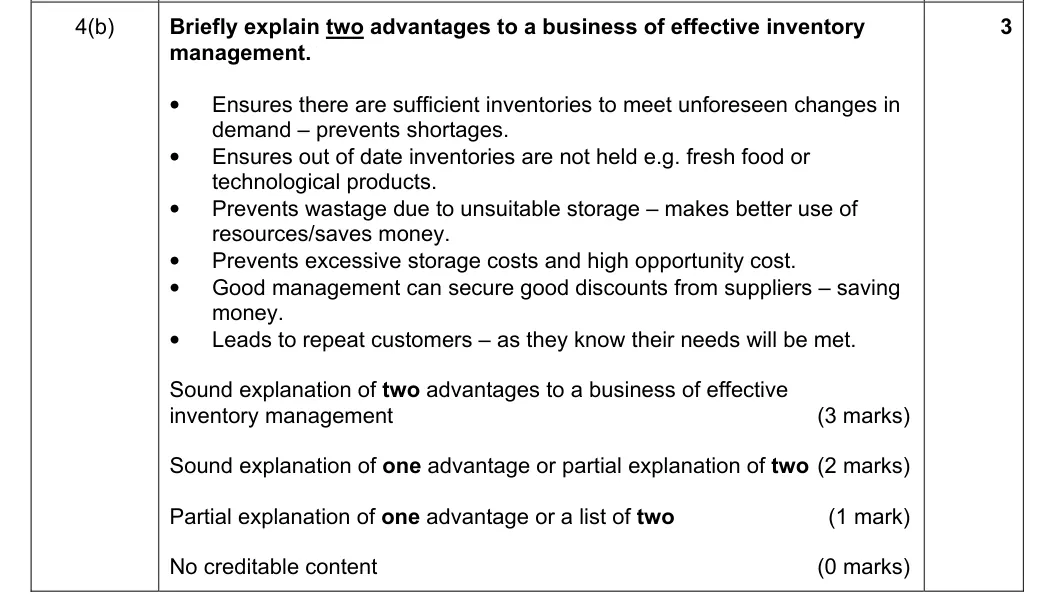 4(b) Briefly explain two advantages to a business of effective inventory 3
management.
• Ensures there are sufficient inventories to meet unforeseen changes in
demand – prevents shortages.
• Ensures out of date inventories are not held e.g. fresh food or
technological products.
• Prevents wastage due to unsuitable storage – makes better use of
resources/saves money.
• Prevents excessive storage costs and high opportunity cost.
• Good management can secure good discounts from suppliers – saving
money.
• Leads to repeat customers – as they know their needs will be met.
Sound explanation of two advantages to a business of effective
inventory management (3 marks)
Sound explanation of one advantage or partial explanation of two (2 marks)
Partial explanation of one advantage or a list of two (1 mark)
No creditable content (0 marks)